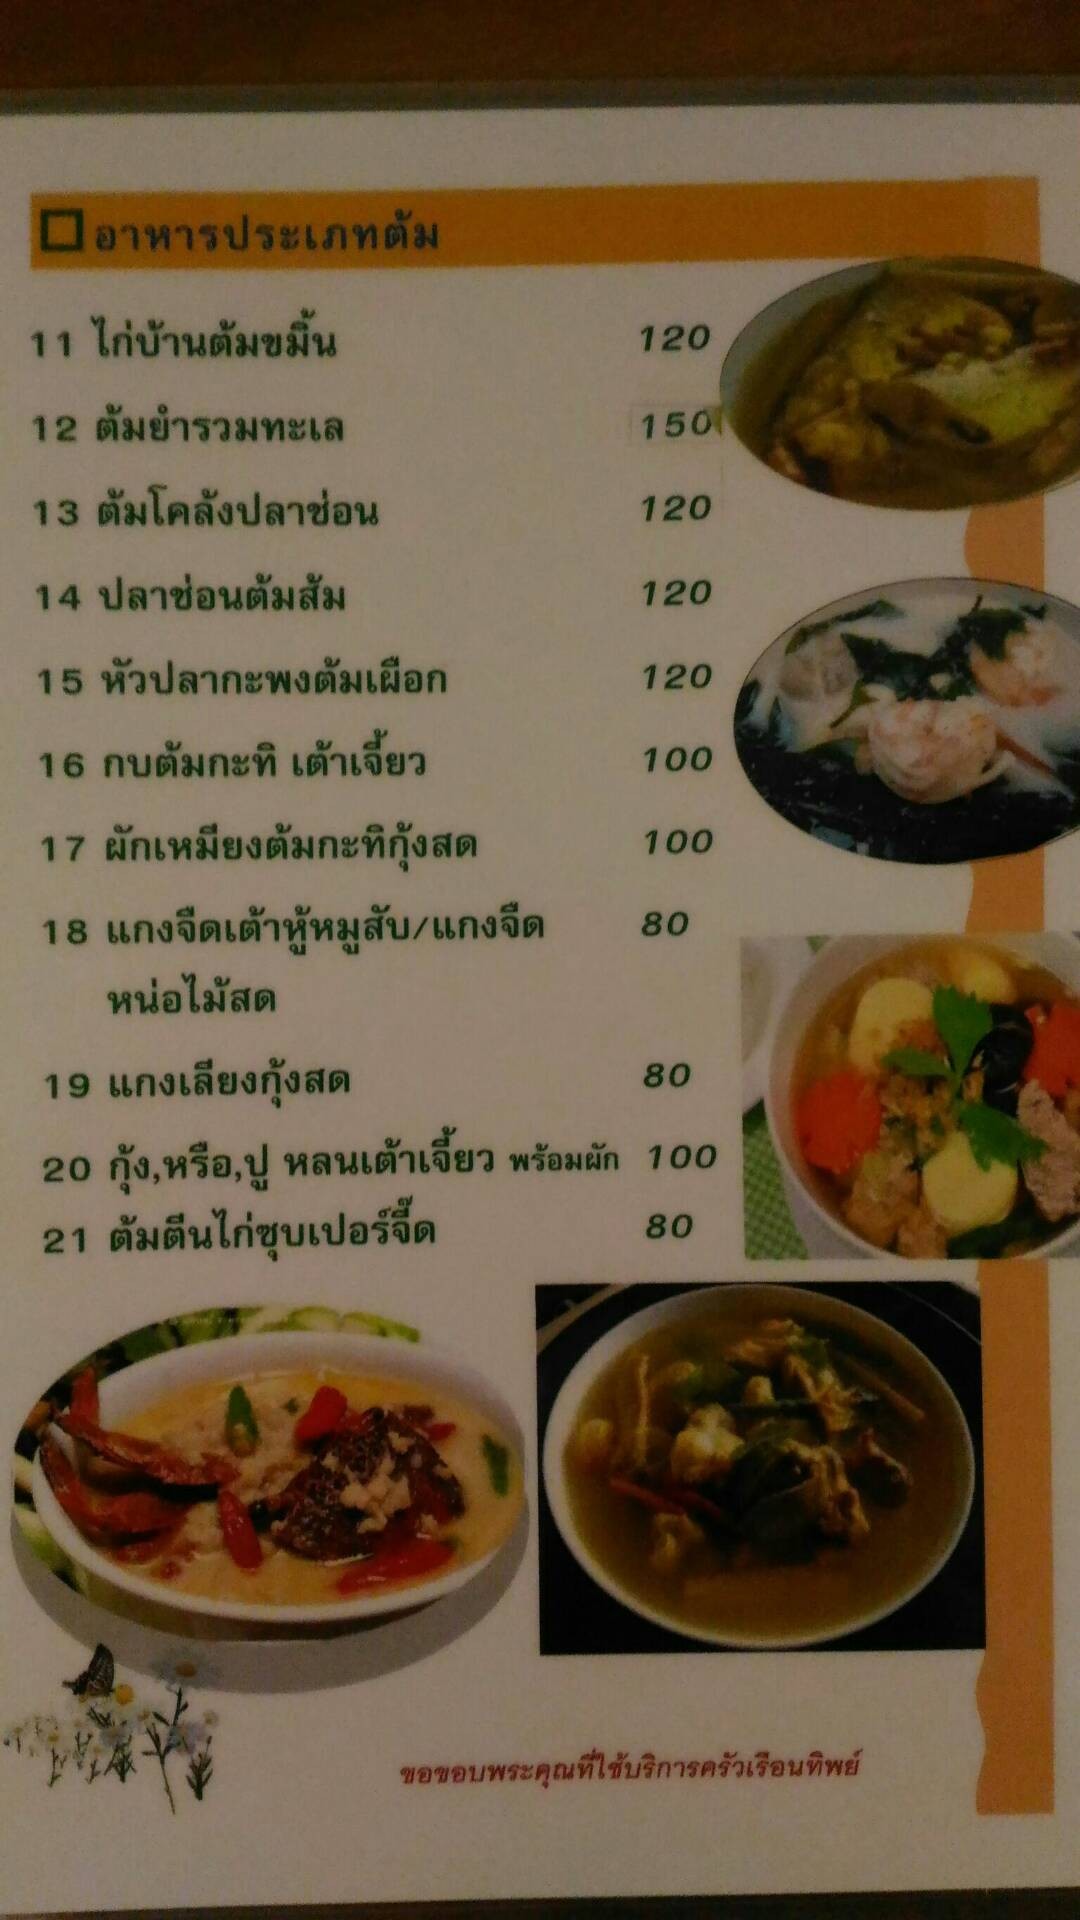 อาหารประเภทต้ม
11 ไก่บ้านต้มขมิ้น 120
12 ต้มยำรวมทะเล 150
13 ต้มโคล้งปลาช่อน 120
14 ปลาช่อนต้มส้ม 120
15 หัวปลากะพงต้มเผือก 120
16 กบต้มกะทิ เต้าเจี้ยว 100
17 ผักเหมียงต้มกะทิกุ้งสด 100
18 แกงจืดเต้าหู้หมูสับ/แกงจืด 80
หน่อไม้สด
19 แกงเลียงกุ้งสด 80
20 กุ้ง,หรือ,ปู หลนเต้าเจี้ยว พร้อมผัก 100
21 ต้มตีนไก่ซุบเปอร์จี๊ด 80
ขอขอบพระคุณที่ใช้บริการครัวเรือนทิพย์